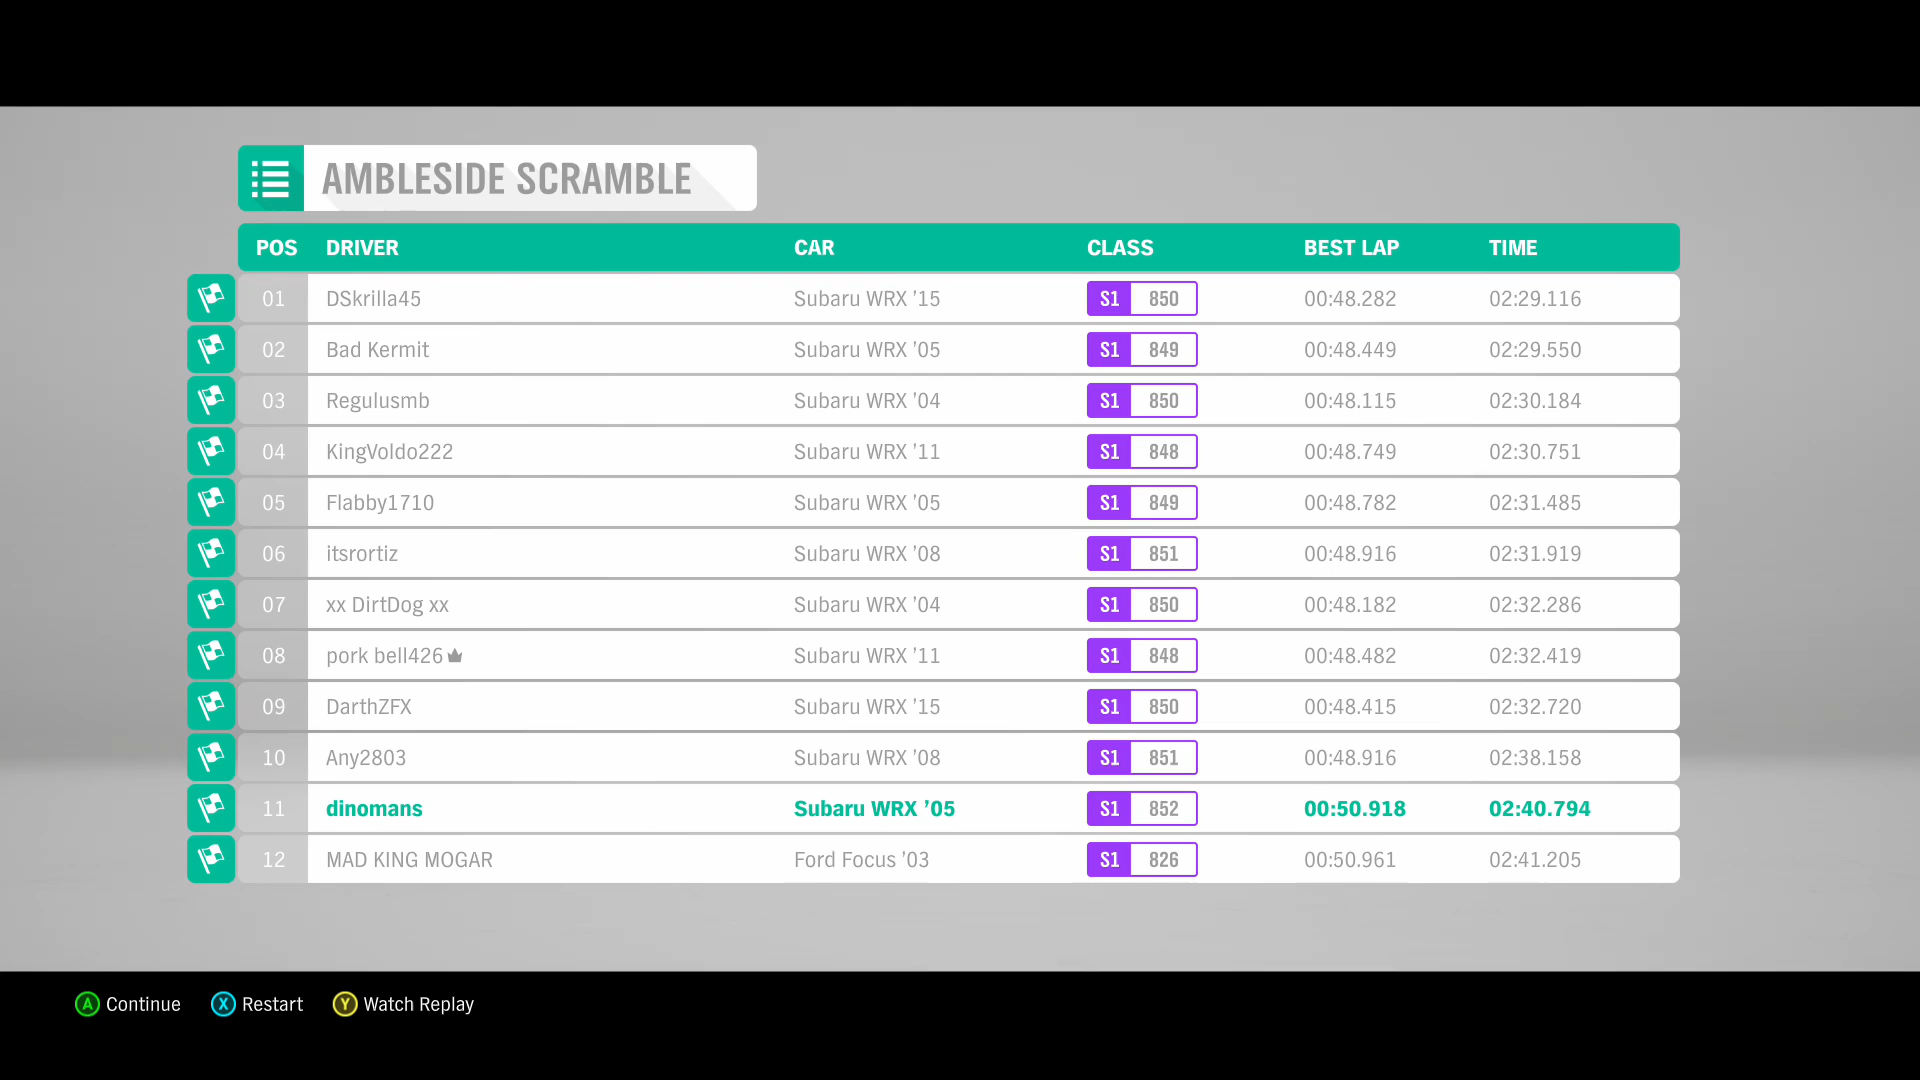 AMBLESIDE SCRAMBLE
POS DRIVER CAR CLASS BEST LAP TIME
01 DSkrilla45 Subaru WRX ’15 S1 850 00:48.282 02:29.116
02 Bad Kermit Subaru WRX ’05 S1 849 00:48.449 02:29.550
03 Regulusmb Subaru WRX ’04 S1 850 00:48.115 02:30.184
04 KingVoldo222 Subaru WRX ’11 S1 848 00:48.749 02:30.751
05 Flabby1710 Subaru WRX ’05 S1 849 00:48.782 02:31.485
06 itsrortiz Subaru WRX ’08 S1 851 00:48.916 02:31.919
07 xx DirtDog xx Subaru WRX ’04 S1 850 00:48.182 02:32.286
08 pork bell426 Subaru WRX ’11 S1 848 00:48.482 02:32.419
09 DarthZFX Subaru WRX ’15 S1 850 00:48.415 02:32.720
10 Any2803 Subaru WRX ’08 S1 851 00:48.916 02:38.158
11 dinomans Subaru WRX ’05 S1 852 00:50.918 02:40.794
12 MAD KING MOGAR Ford Focus ’03 S1 826 00:50.961 02:41.205
A Continue X Restart Y Watch Replay